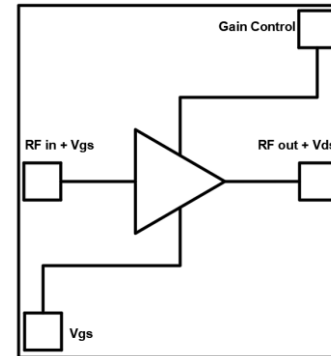 Gain Control
RF in + Vgs
RF out + Vds
Vgs